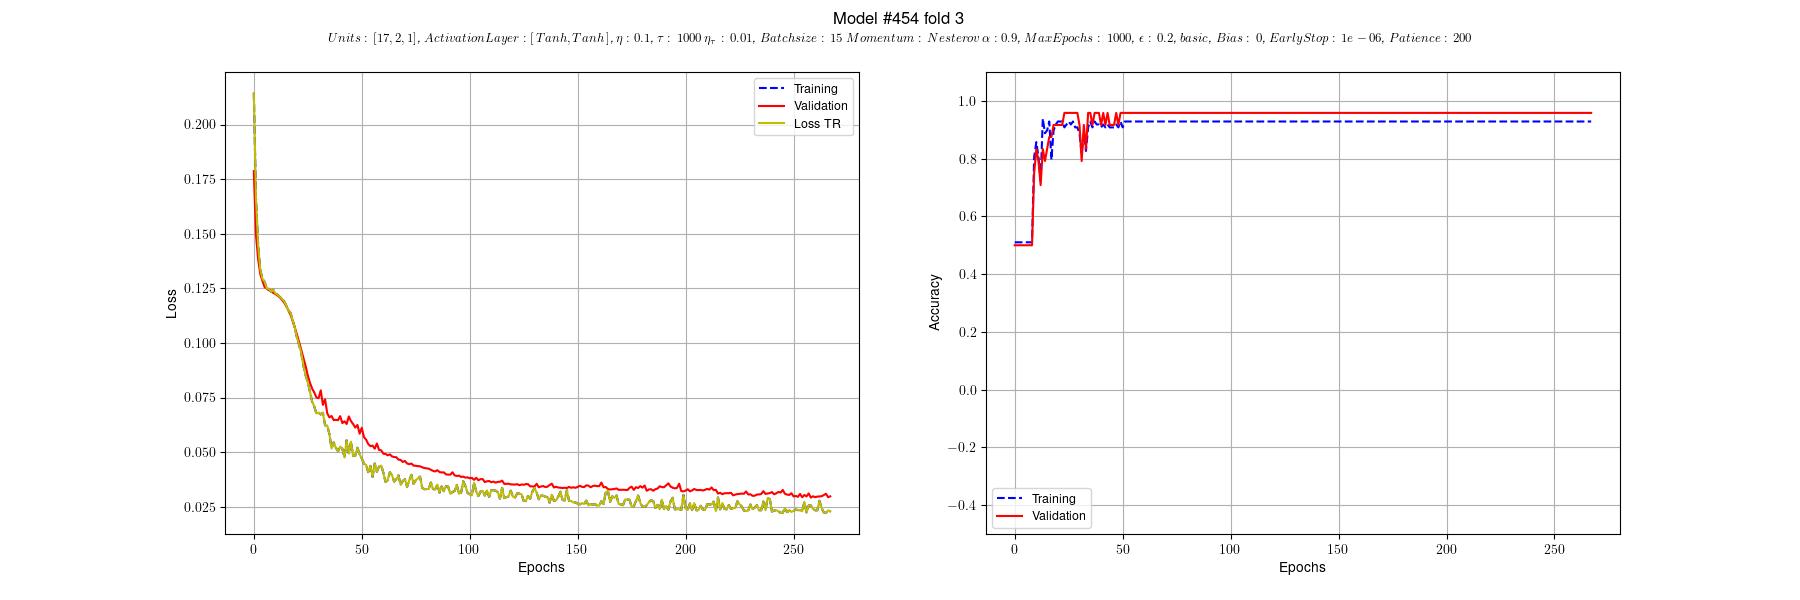 Model #454 fold 3
Units : [17, 2, 1], ActivationLayer : [Tanh, Tanh], η : 0.1, τ : 1000 ητ : 0.01, Batchsize : 15 Momentum : Nesterov α : 0.9, MaxEpochs : 1000, ϵ : 0.2, basic, Bias : 0, EarlyStop : 1e − 06, Patience : 200
Training
Validation
Loss TR
0.200
0.175
0.150
0.125
0.100
0.075
0.050
0.025
Loss
0 50 100 150 200 250
Epochs
1.0
0.8
0.6
0.4
0.2
0.0
−0.2
−0.4
Accuracy
Training
Validation
0 50 100 150 200 250
Epochs